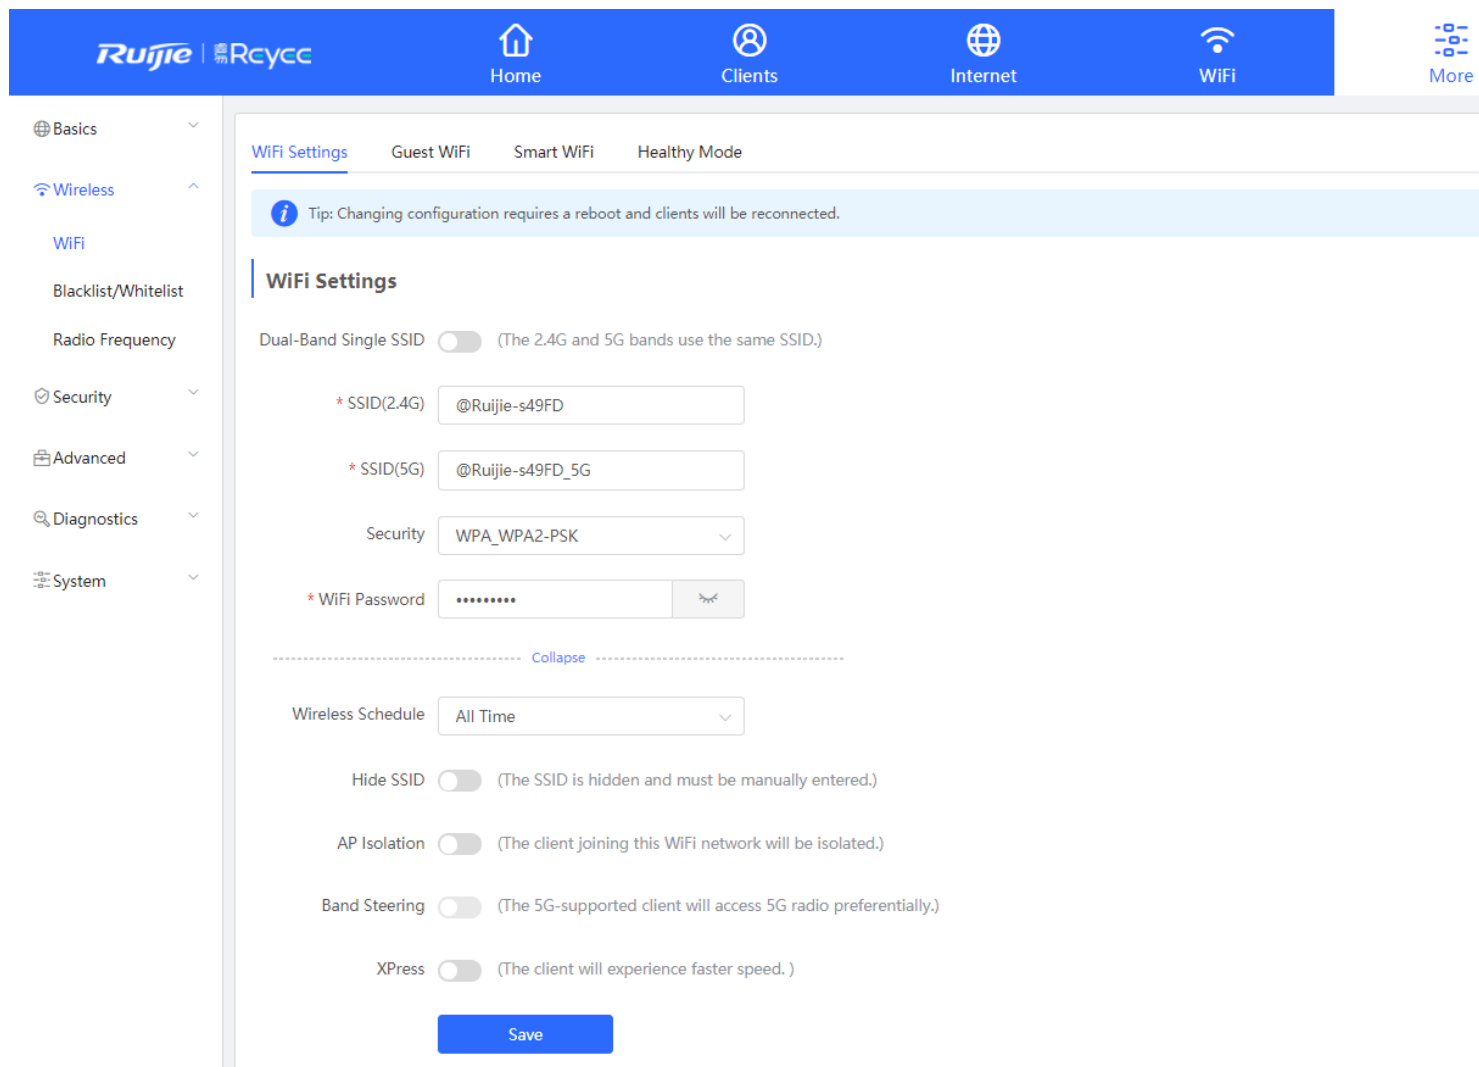 Ruijie | 睿易 Reyee
Home
Clients
Internet
WiFi
More
Basics
Wireless
WiFi
Blacklist/Whitelist
Radio Frequency
Security
Advanced
Diagnostics
System
WiFi Settings Guest WiFi Smart WiFi Healthy Mode
Tip: Changing configuration requires a reboot and clients will be reconnected.
WiFi Settings
Dual-Band Single SSID (The 2.4G and 5G bands use the same SSID.)
* SSID(2.4G) @Ruijie-s49FD
* SSID(5G) @Ruijie-s49FD_5G
Security WPA_WPA2-PSK
* WiFi Password •••••••••
Collapse
Wireless Schedule All Time
Hide SSID (The SSID is hidden and must be manually entered.)
AP Isolation (The client joining this WiFi network will be isolated.)
Band Steering (The 5G-supported client will access 5G radio preferentially.)
XPress (The client will experience faster speed. )
Save